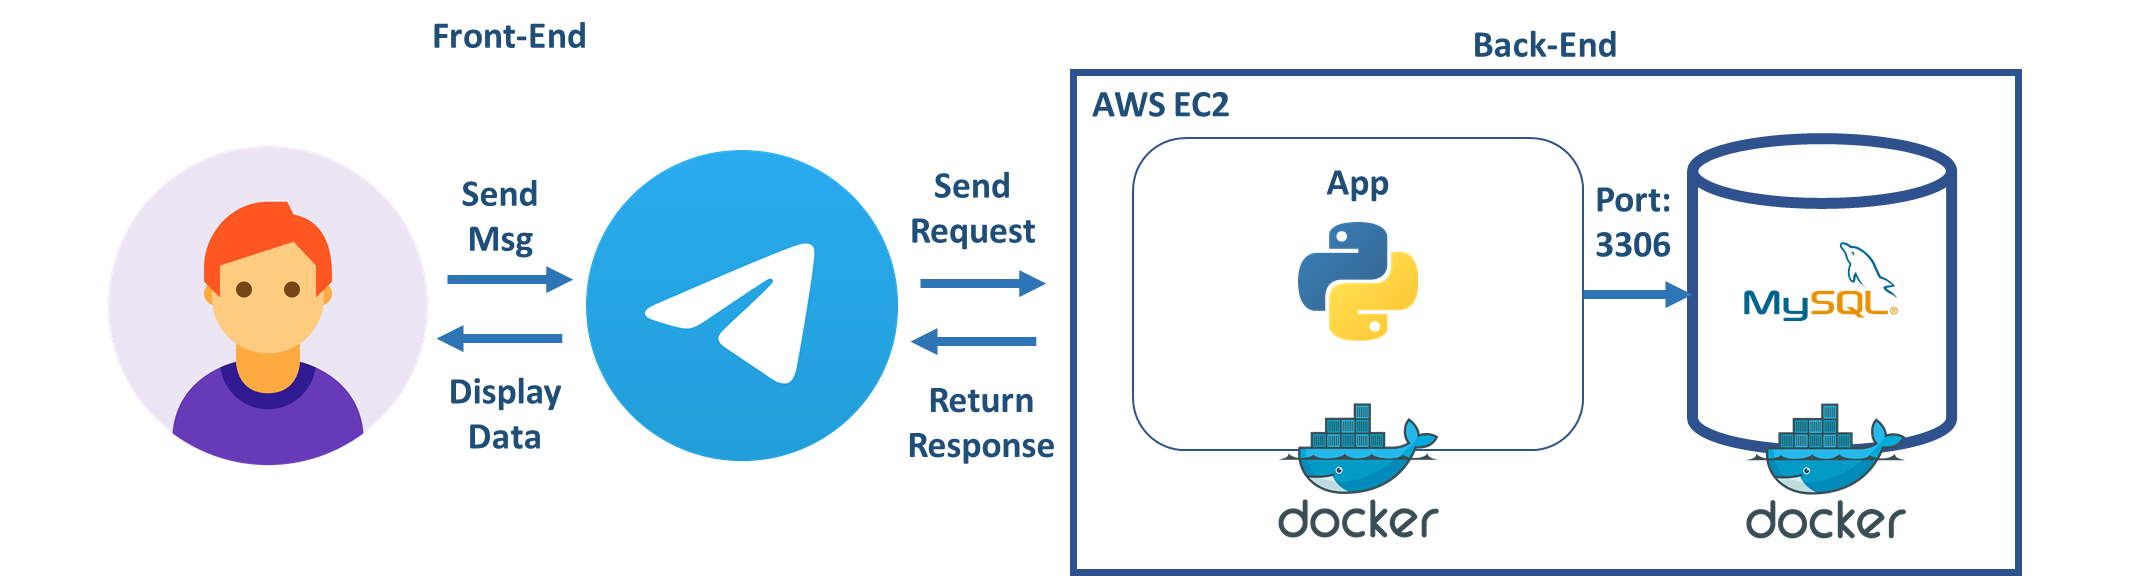 Front-End
Back-End
AWS EC2
Send
Msg
Display
Data
Send
Request
Return
Response
App
Port:
3306
MySQL®
docker
docker